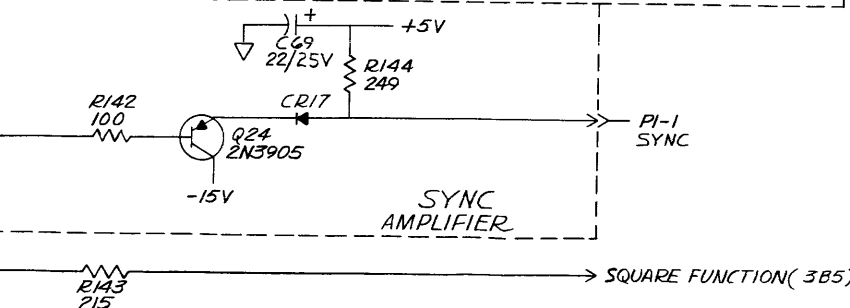 +
+5V
C69
22/25V
R144
249
R142
100
CR17
Q24
2N3905
P1-1
SYNC
-15V
SYNC
AMPLIFIER
SQUARE FUNCTION(3B5)
R143
215